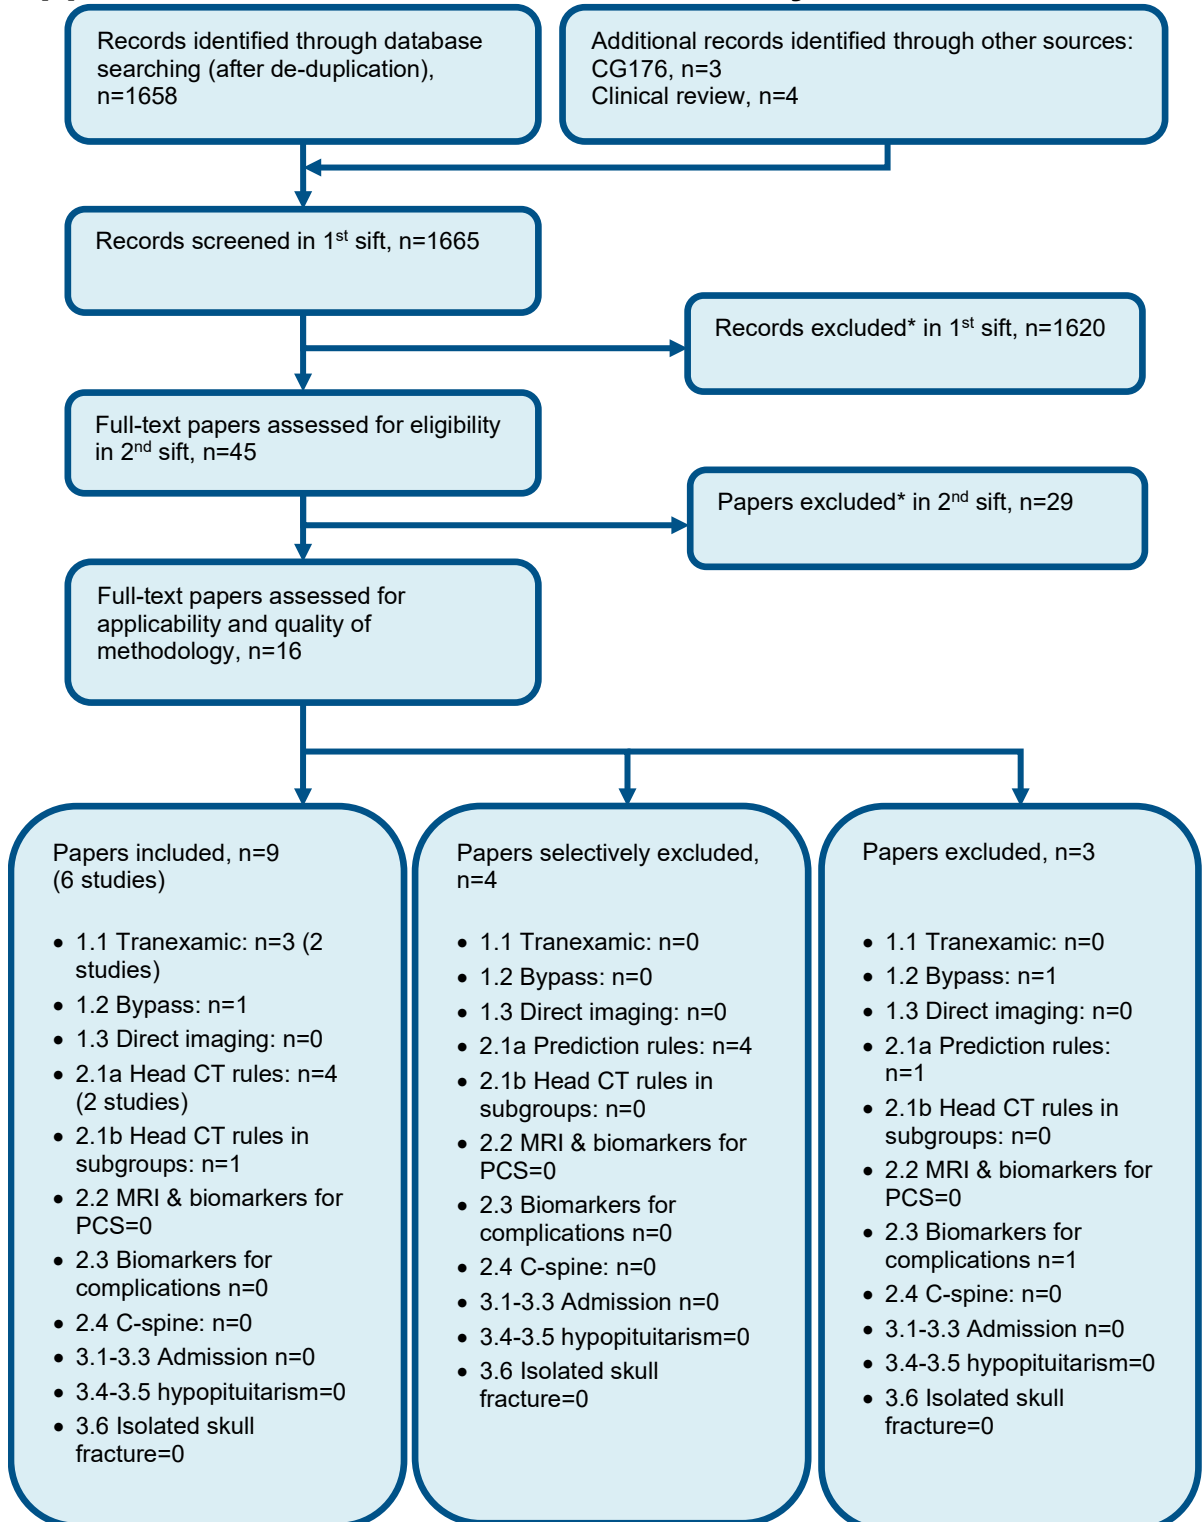 Records identified through database
searching (after de-duplication),
n=1658
Additional records identified through other sources:
CG176, n=3
Clinical review, n=4
Records screened in 1st sift, n=1665
Records excluded* in 1st sift, n=1620
Full-text papers assessed for eligibility
in 2nd sift, n=45
Papers excluded* in 2nd sift, n=29
Full-text papers assessed for
applicability and quality of
methodology, n=16
Papers included, n=9
(6 studies)
• 1.1 Tranexamic: n=3 (2
studies)
• 1.2 Bypass: n=1
• 1.3 Direct imaging: n=0
• 2.1a Head CT rules: n=4
(2 studies)
• 2.1b Head CT rules in
subgroups: n=1
• 2.2 MRI & biomarkers for
PCS=0
• 2.3 Biomarkers for
complications n=0
• 2.4 C-spine: n=0
• 3.1-3.3 Admission n=0
• 3.4-3.5 hypopituitarism=0
• 3.6 Isolated skull
fracture=0
Papers selectively excluded,
n=4
• 1.1 Tranexamic: n=0
• 1.2 Bypass: n=0
• 1.3 Direct imaging: n=0
• 2.1a Prediction rules: n=4
• 2.1b Head CT rules in
subgroups: n=0
• 2.2 MRI & biomarkers for
PCS=0
• 2.3 Biomarkers for
complications n=0
• 2.4 C-spine: n=0
• 3.1-3.3 Admission n=0
• 3.4-3.5 hypopituitarism=0
• 3.6 Isolated skull
fracture=0
Papers excluded, n=3
• 1.1 Tranexamic: n=0
• 1.2 Bypass: n=1
• 1.3 Direct imaging: n=0
• 2.1a Prediction rules:
n=1
• 2.1b Head CT rules in
subgroups: n=0
• 2.2 MRI & biomarkers for
PCS=0
• 2.3 Biomarkers for
complications n=1
• 2.4 C-spine: n=0
• 3.1-3.3 Admission n=0
• 3.4-3.5 hypopituitarism=0
• 3.6 Isolated skull
fracture=0